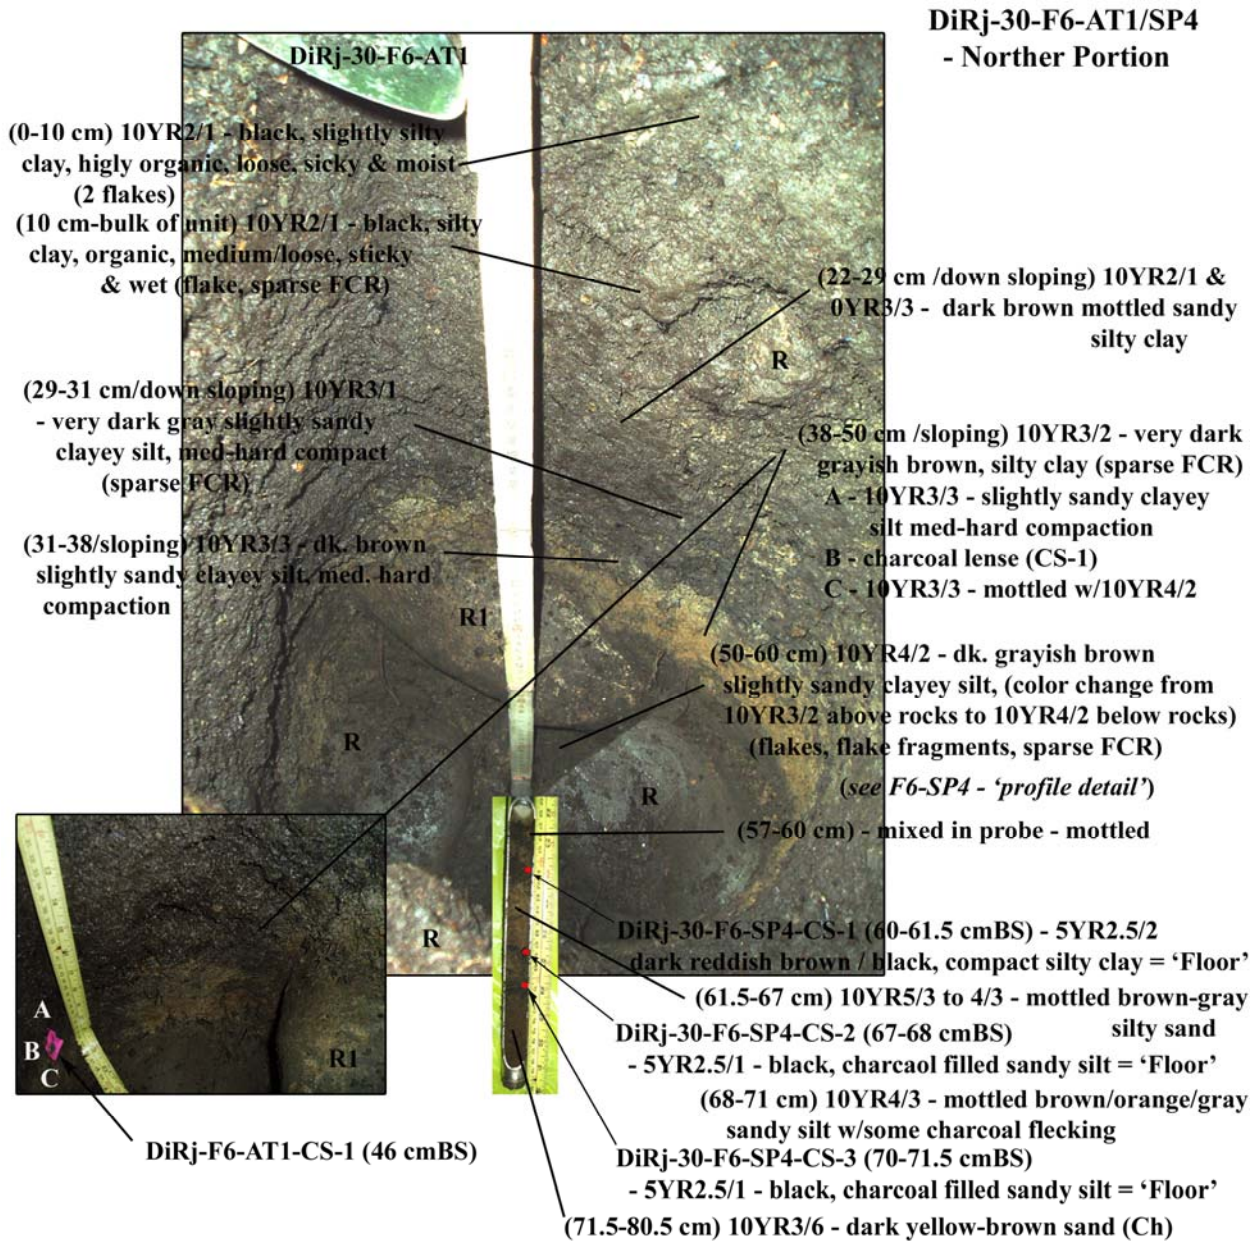 DiRj-30-F6-AT1/SP4
- Norther Portion
DiRj-30-F6-AT1
(0-10 cm) 10YR2/1 - black, slightly silty
clay, higly organic, loose, sicky & moist
(2 flakes)
(10 cm-bulk of unit) 10YR2/1 - black, silty
clay, organic, medium/loose, sticky
& wet (flake, sparse FCR)
(22-29 cm /down sloping) 10YR2/1 &
0YR3/3 - dark brown mottled sandy
silty clay
R
(29-31 cm/down sloping) 10YR3/1
- very dark gray slightly sandy
clayey silt, med-hard compact
(sparse FCR)
(38-50 cm /sloping) 10YR3/2 - very dark
grayish brown, silty clay (sparse FCR)
A - 10YR3/3 - slightly sandy clayey
silt med-hard compaction
B - charcoal lense (CS-1)
C - 10YR3/3 - mottled w/10YR4/2
(31-38/sloping) 10YR3/3 - dk. brown
slightly sandy clayey silt, med. hard
compaction
R1
(50-60 cm) 10YR4/2 - dk. grayish brown
slightly sandy clayey silt, (color change from
10YR3/2 above rocks to 10YR4/2 below rocks)
(flakes, flake fragments, sparse FCR)
(see F6-SP4 - ‘profile detail’)
R
R
(57-60 cm) - mixed in probe - mottled
R
DiRj-30-F6-SP4-CS-1 (60-61.5 cmBS) - 5YR2.5/2
dark reddish brown / black, compact silty clay = ‘Floor’
(61.5-67 cm) 10YR5/3 to 4/3 - mottled brown-gray
silty sand
DiRj-30-F6-SP4-CS-2 (67-68 cmBS)
- 5YR2.5/1 - black, charcaol filled sandy silt = ‘Floor’
(68-71 cm) 10YR4/3 - mottled brown/orange/gray
sandy silt w/some charcoal flecking
DiRj-30-F6-SP4-CS-3 (70-71.5 cmBS)
- 5YR2.5/1 - black, charcoal filled sandy silt = ‘Floor’
(71.5-80.5 cm) 10YR3/6 - dark yellow-brown sand (Ch)
A
B
C
R1
DiRj-F6-AT1-CS-1 (46 cmBS)